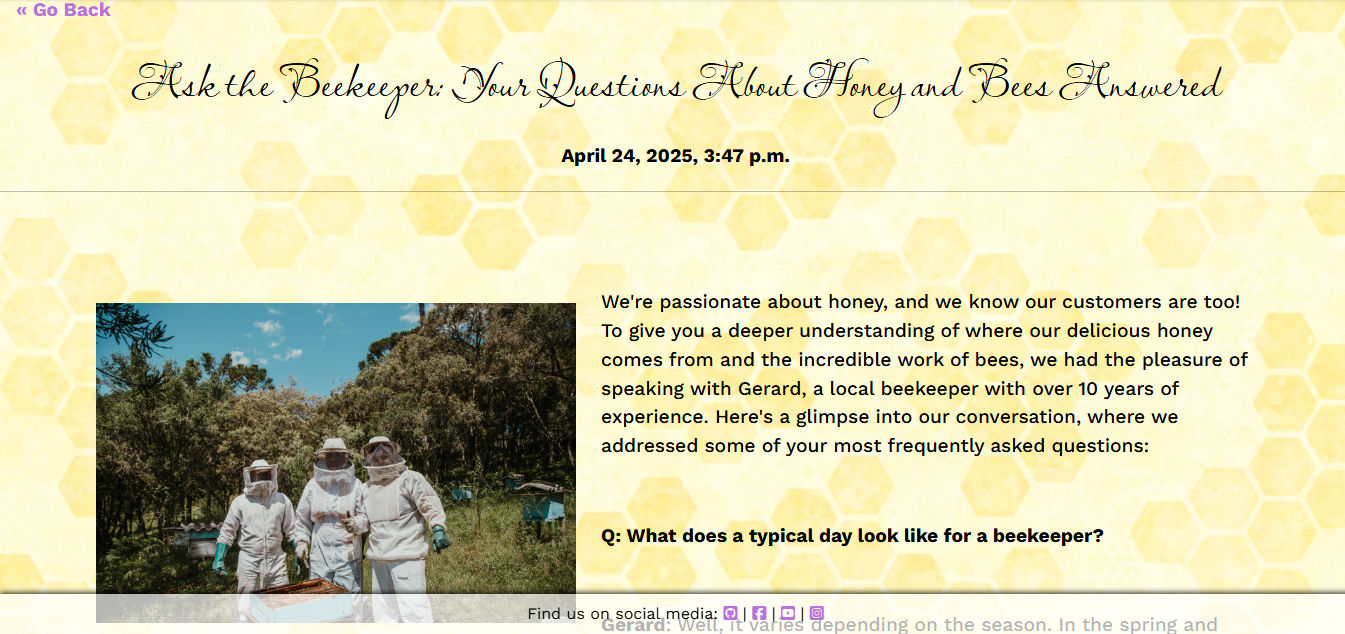 « Go Back
Ask the Beekeeper: Your Questions About Honey and Bees Answered
April 24, 2025, 3:47 p.m.
We're passionate about honey, and we know our customers are too!
To give you a deeper understanding of where our delicious honey
comes from and the incredible work of bees, we had the pleasure of
speaking with Gerard, a local beekeeper with over 10 years of
experience. Here's a glimpse into our conversation, where we
addressed some of your most frequently asked questions:
Q: What does a typical day look like for a beekeeper?
Gerard: Well, it varies depending on the season. In the spring and
Find us on social media: | | |